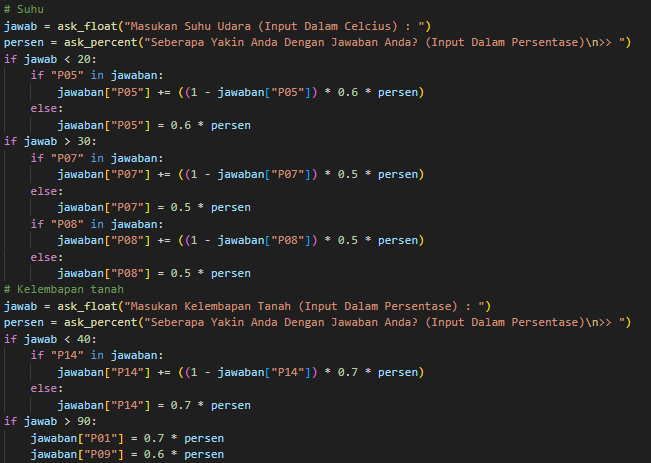 # Suhu
jawab = ask_float("Masukan Suhu Udara (Input Dalam Celcius) : ")
persen = ask_percent("Seberapa Yakin Anda Dengan Jawaban Anda? (Input Dalam Persentase)\n>> ")
if jawab < 20:
    if "P05" in jawaban:
        jawaban["P05"] += ((1 - jawaban["P05"]) * 0.6 * persen)
    else:
        jawaban["P05"] = 0.6 * persen
if jawab > 30:
    if "P07" in jawaban:
        jawaban["P07"] += ((1 - jawaban["P07"]) * 0.5 * persen)
    else:
        jawaban["P07"] = 0.5 * persen
    if "P08" in jawaban:
        jawaban["P08"] += ((1 - jawaban["P08"]) * 0.5 * persen)
    else:
        jawaban["P08"] = 0.5 * persen
# Kelembapan tanah
jawab = ask_float("Masukan Kelembapan Tanah (Input Dalam Persentase) : ")
persen = ask_percent("Seberapa Yakin Anda Dengan Jawaban Anda? (Input Dalam Persentase)\n>> ")
if jawab < 40:
    if "P14" in jawaban:
        jawaban["P14"] += ((1 - jawaban["P14"]) * 0.7 * persen)
    else:
        jawaban["P14"] = 0.7 * persen
if jawab > 90:
    jawaban["P01"] = 0.7 * persen
    jawaban["P09"] = 0.6 * persen